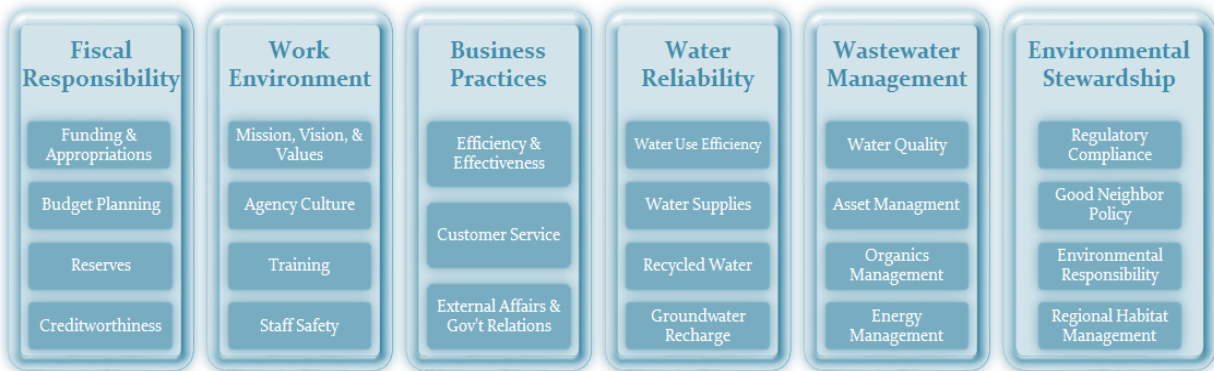 Fiscal
Responsibility
Funding &
Appropriations
Budget Planning
Reserves
Creditworthiness
Work
Environment
Mission, Vision, &
Values
Agency Culture
Training
Staff Safety
Business
Practices
Efficiency &
Effectiveness
Customer Service
External Affairs &
Gov't Relations
Water
Reliability
Water Use Efficiency
Water Supplies
Recycled Water
Groundwater
Recharge
Wastewater
Management
Water Quality
Asset Managment
Organics
Management
Energy
Management
Environmental
Stewardship
Regulatory
Compliance
Good Neighbor
Policy
Environmental
Responsibility
Regional Habitat
Management